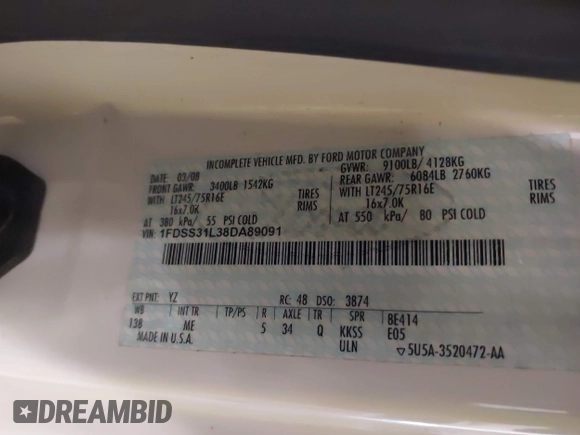 INCOMPLETE VEHICLE MFD. BY FORD MOTOR COMPANY
DATE: 03/08 GVWR: 9100LB/ 4128KG
FRONT GAWR: 3400LB 1542KG REAR GAWR: 6084LB 2760KG
WITH LT245/75R16E TIRES WITH LT245/75R16E TIRES
16x7.0K RIMS 16x7.0K RIMS
AT 380 kPa/ 55 PSI COLD AT 550 kPa/ 80 PSI COLD
VIN: 1FDSS31L38DA89091
EXT PNT: YZ RC: 48 DSO: 3874
WB INT TR TP/PS R AXLE TR SPR 8E414
138 ME 5 34 Q KKSS E05
MADE IN U.S.A. ULN ▽5U5A-3520472-AA
DREAMBID